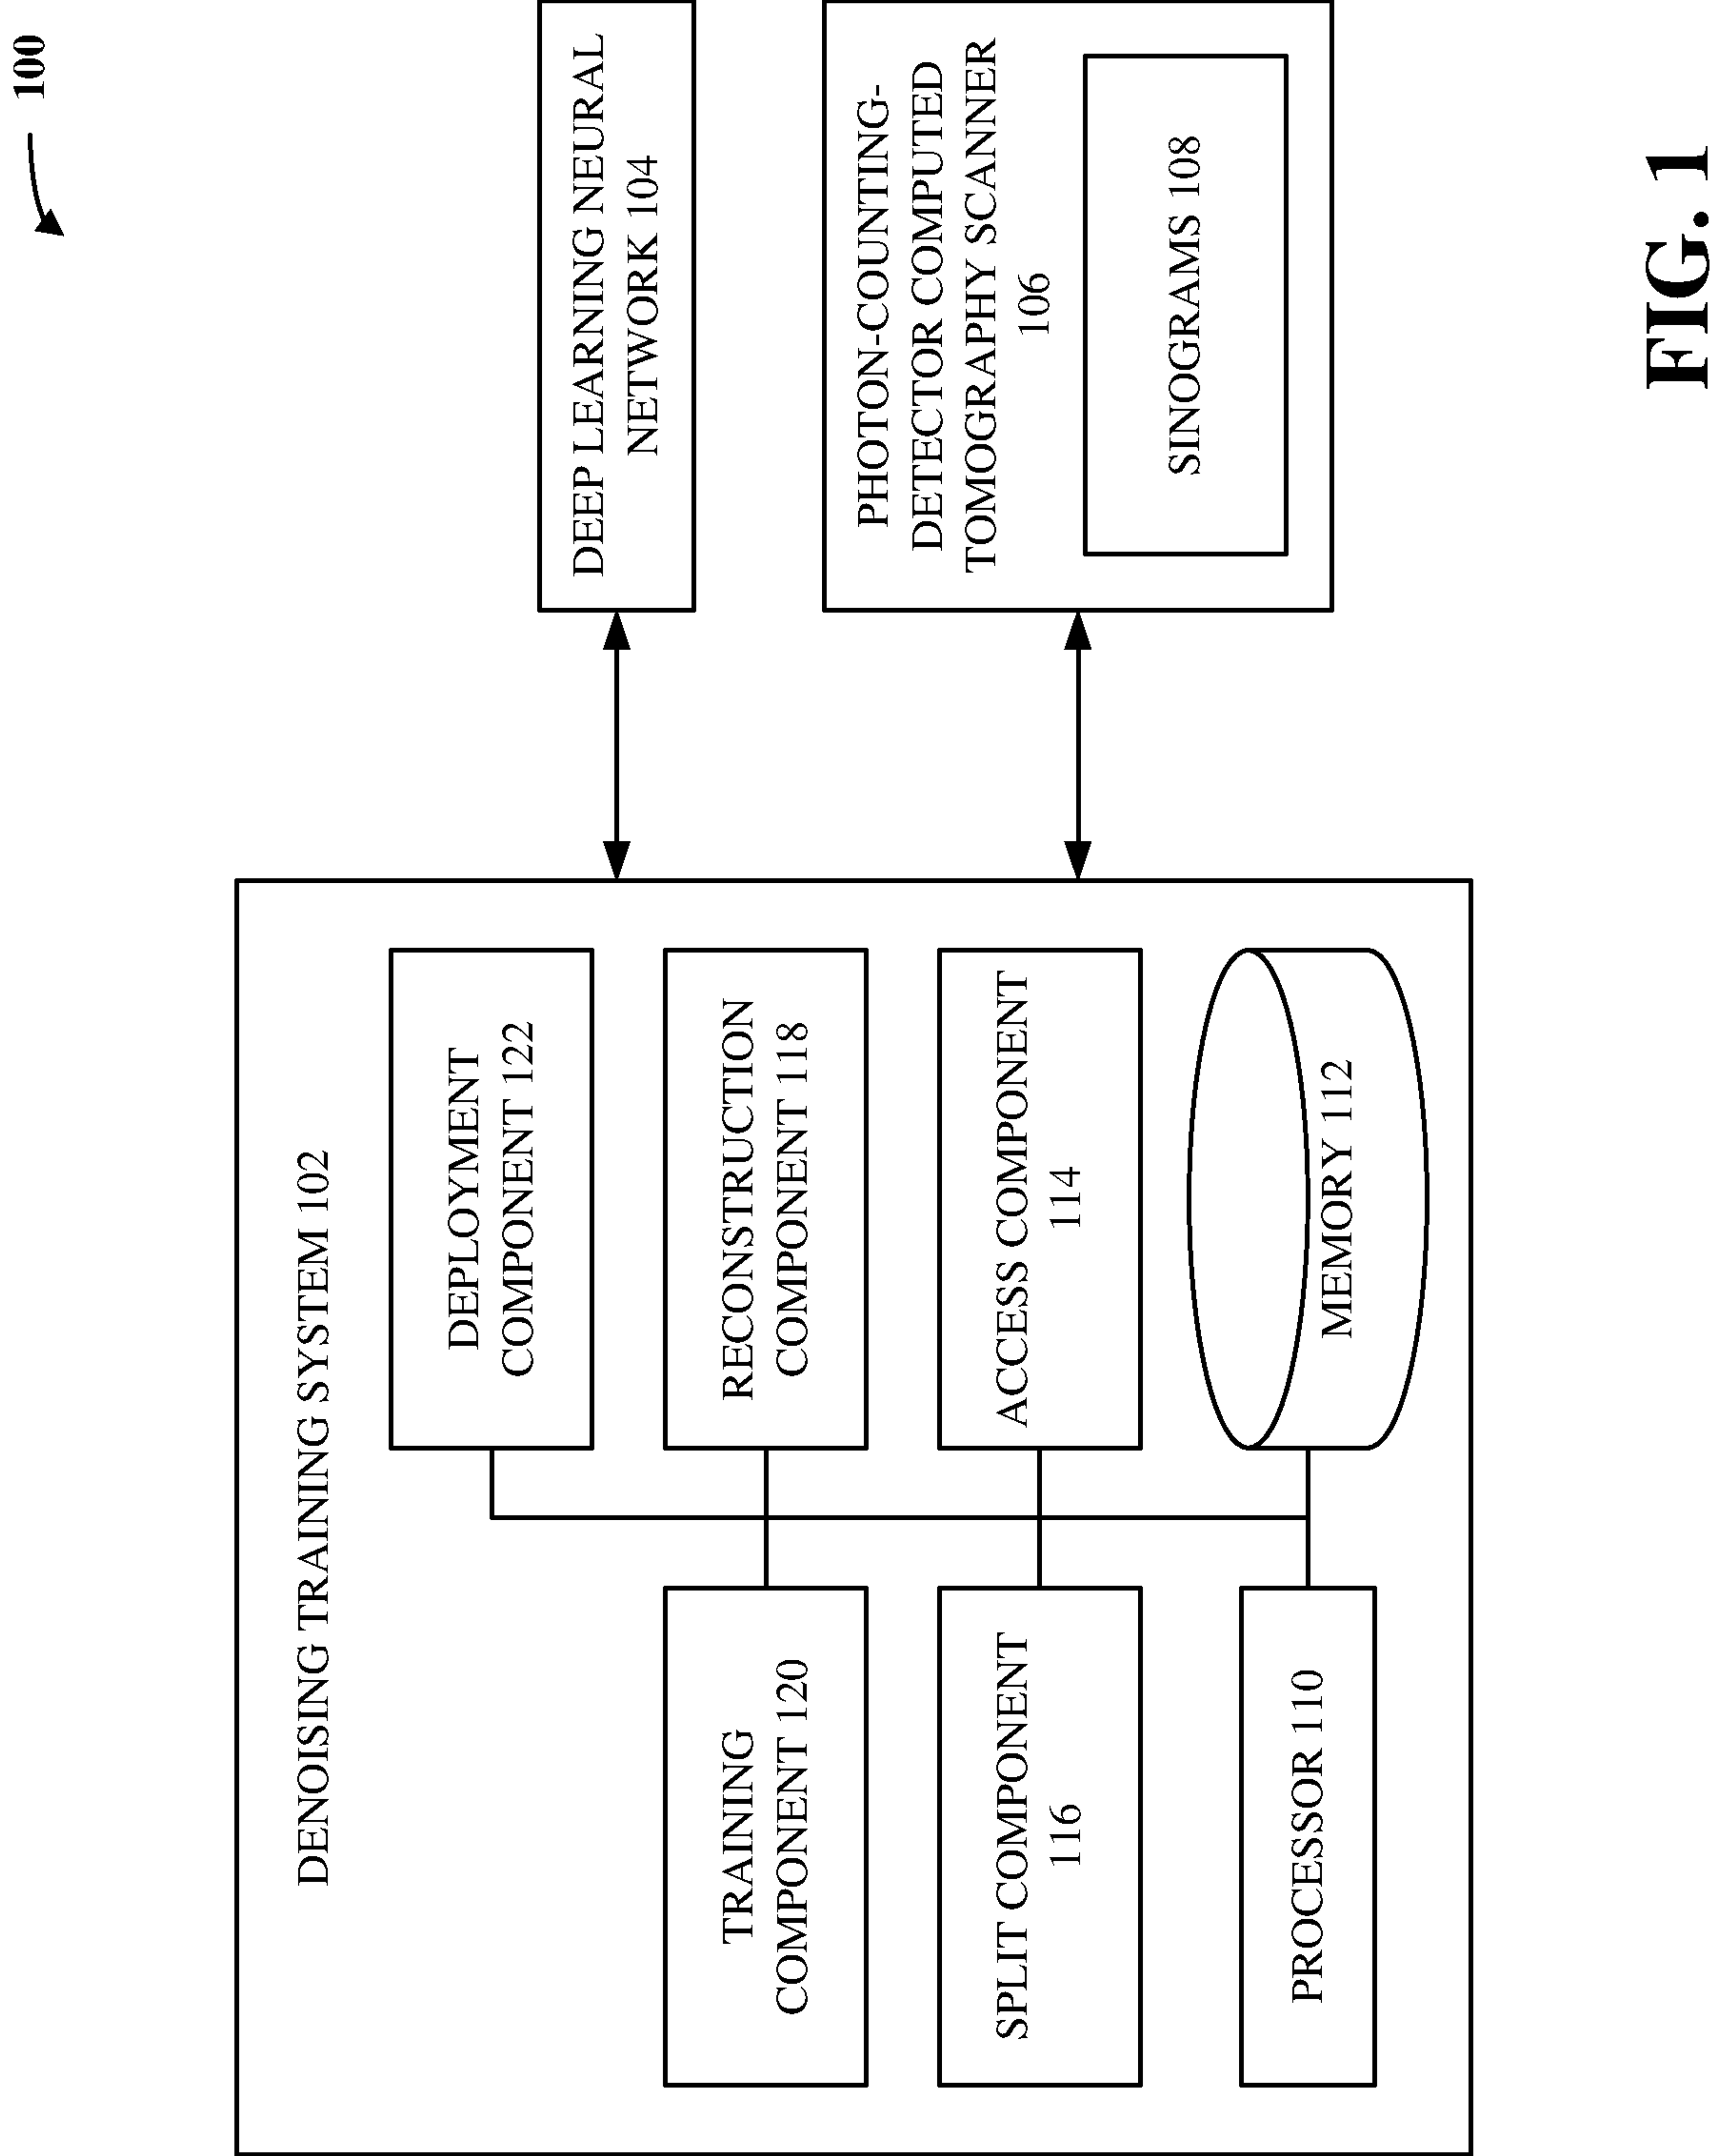 100
DENOISING TRAINING SYSTEM 102
DEPLOYMENT
COMPONENT 122
TRAINING
COMPONENT 120
RECONSTRUCTION
COMPONENT 118
SPLIT COMPONENT
116
ACCESS COMPONENT
114
PROCESSOR 110
MEMORY 112
DEEP LEARNING NEURAL
NETWORK 104
PHOTON-COUNTING-
DETECTOR COMPUTED
TOMOGRAPHY SCANNER
106
SINOGRAMS 108
FIG. 1